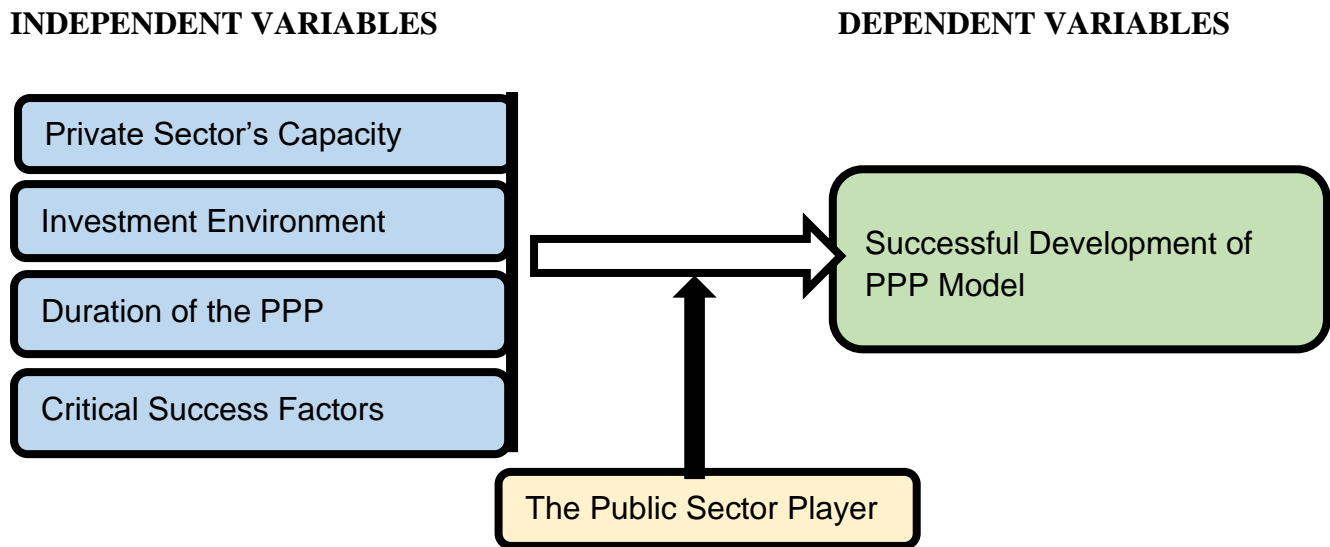 INDEPENDENT VARIABLES
DEPENDENT VARIABLES
Private Sector’s Capacity
Investment Environment
Duration of the PPP
Critical Success Factors
Successful Development of
PPP Model
The Public Sector Player